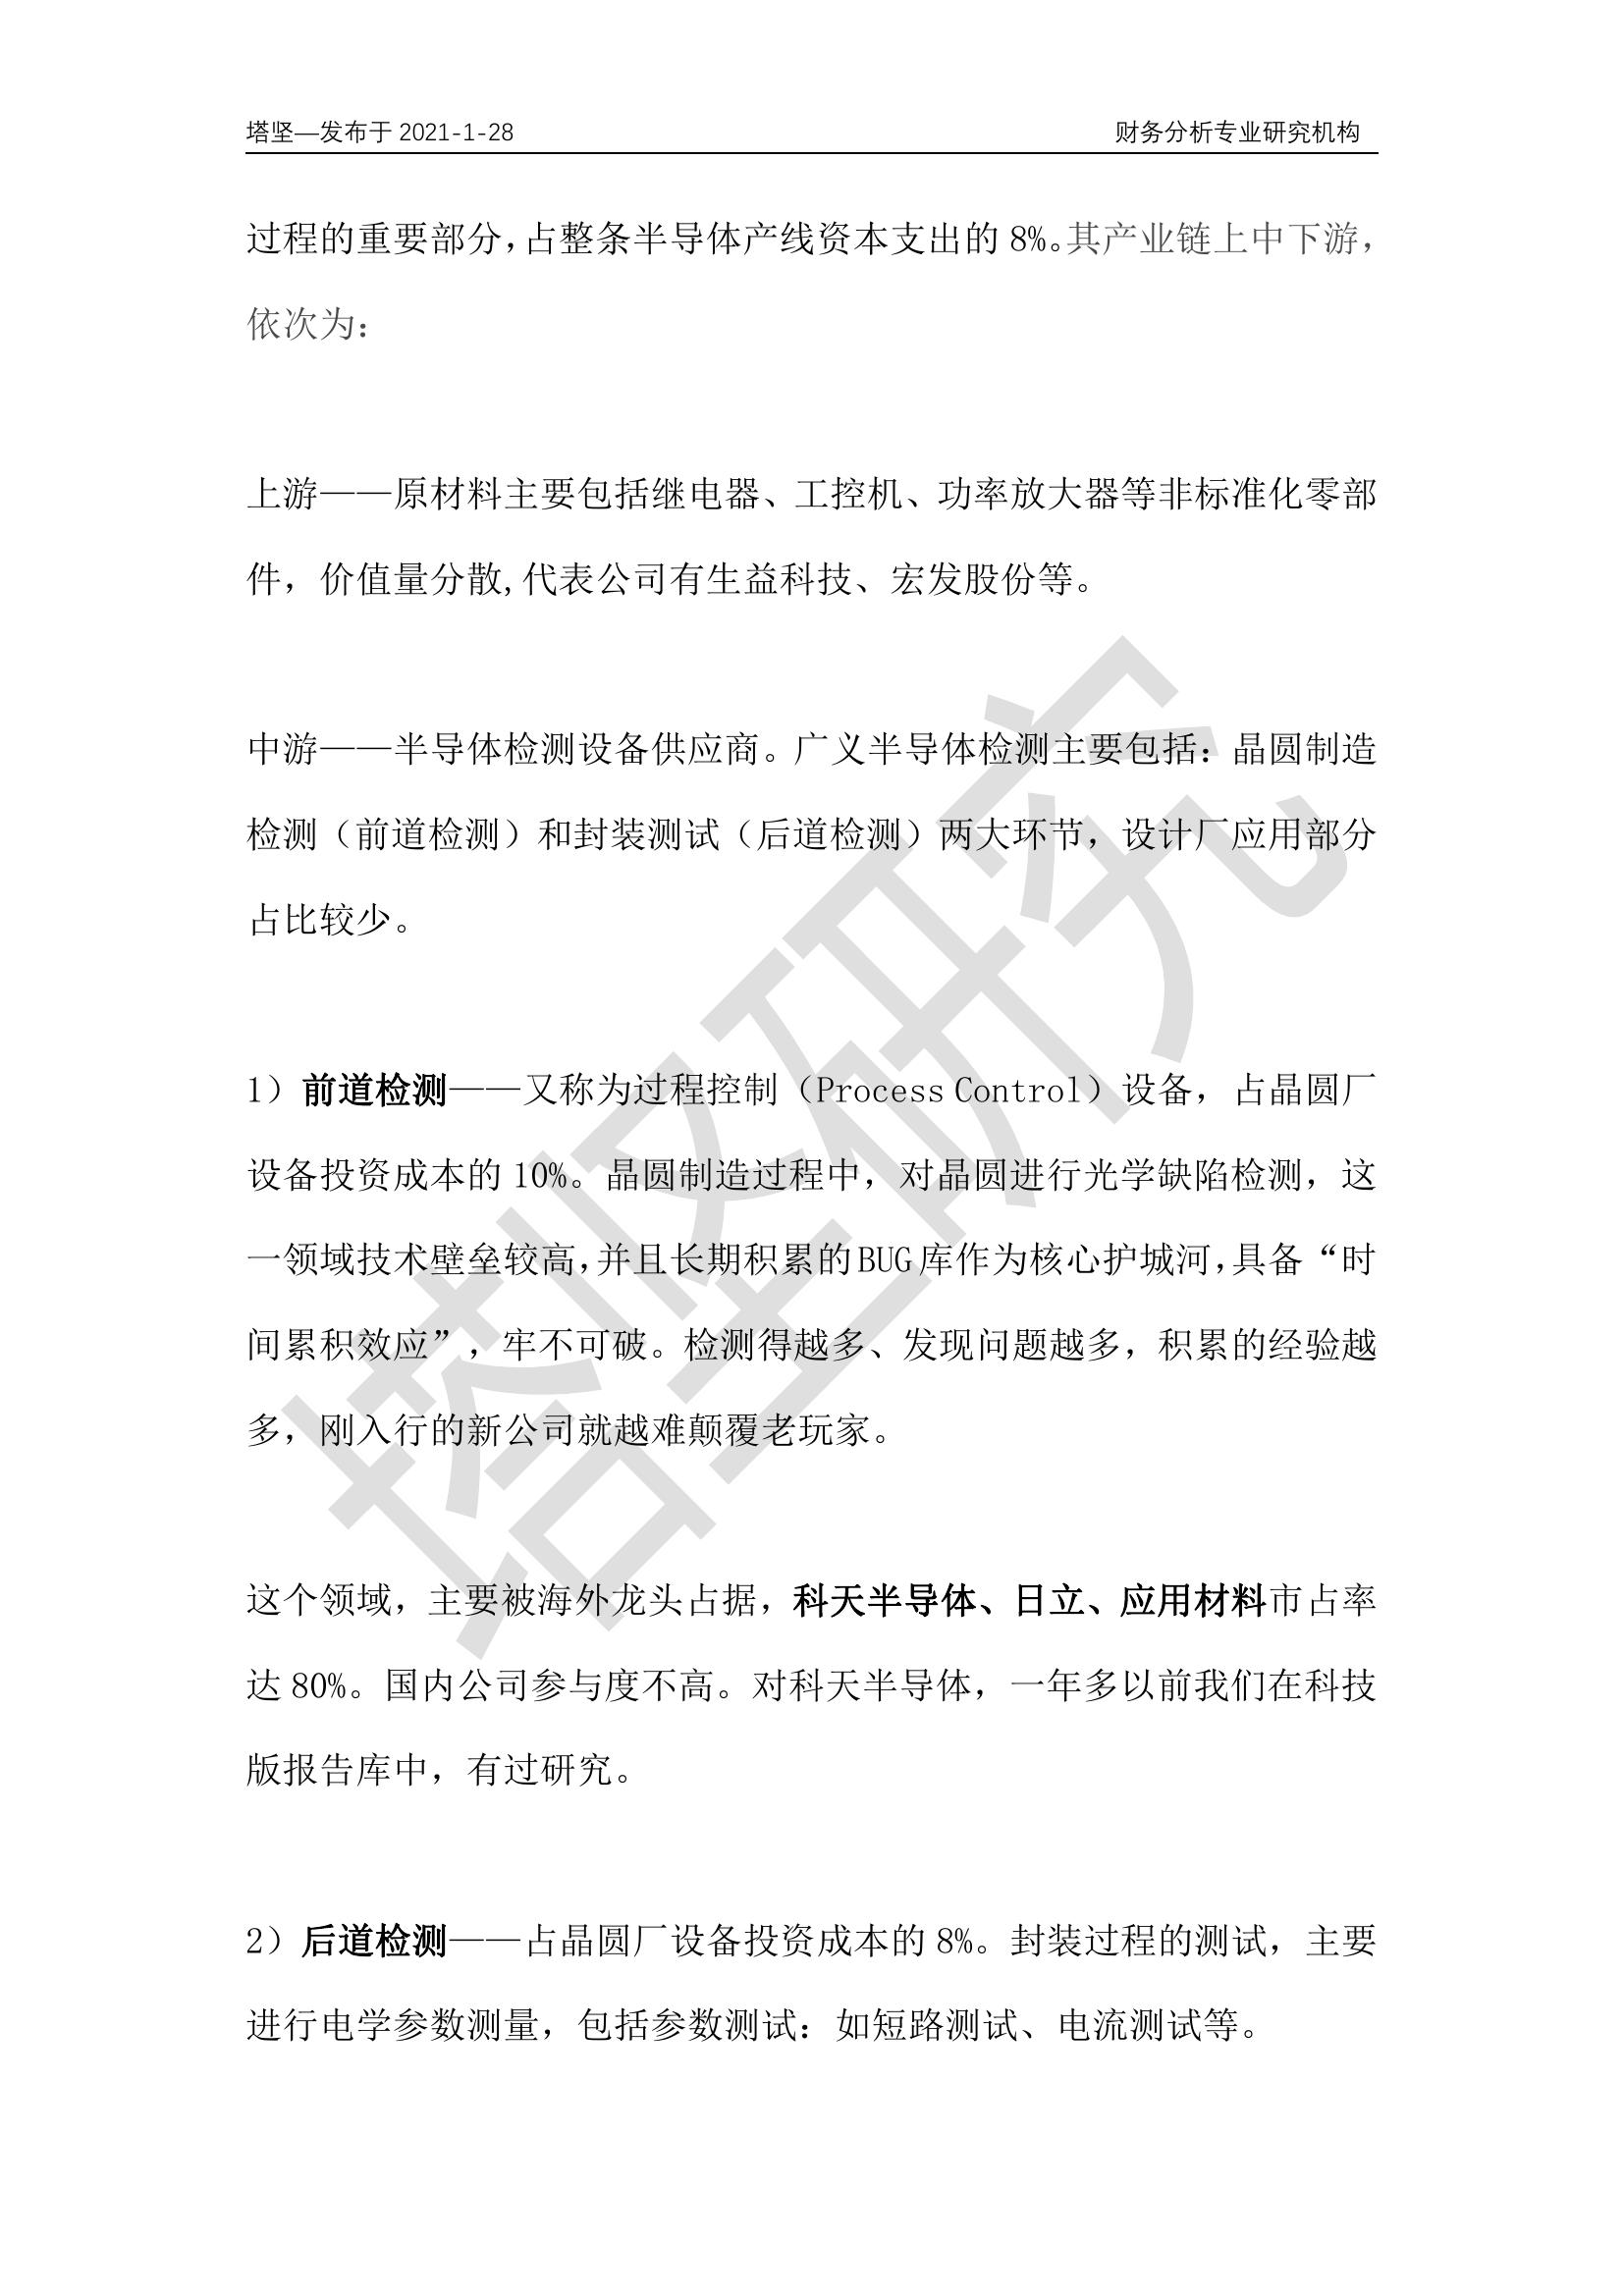 塔坚—发布于 2021-1-28 财务分析专业研究机构
过程的重要部分，占整条半导体产线资本支出的 8%。其产业链上中下游，
依次为：
上游——原材料主要包括继电器、工控机、功率放大器等非标准化零部
件，价值量分散,代表公司有生益科技、宏发股份等。
中游——半导体检测设备供应商。广义半导体检测主要包括：晶圆制造
检测（前道检测）和封装测试（后道检测）两大环节，设计厂应用部分
占比较少。
1）前道检测——又称为过程控制（Process Control）设备，占晶圆厂
设备投资成本的 10%。晶圆制造过程中，对晶圆进行光学缺陷检测，这
一领域技术壁垒较高，并且长期积累的 BUG 库作为核心护城河，具备“时
间累积效应”，牢不可破。检测得越多、发现问题越多，积累的经验越
多，刚入行的新公司就越难颠覆老玩家。
这个领域，主要被海外龙头占据，科天半导体、日立、应用材料市占率
达 80%。国内公司参与度不高。对科天半导体，一年多以前我们在科技
版报告库中，有过研究。
2）后道检测——占晶圆厂设备投资成本的 8%。封装过程的测试，主要
进行电学参数测量，包括参数测试：如短路测试、电流测试等。
塔坚研究